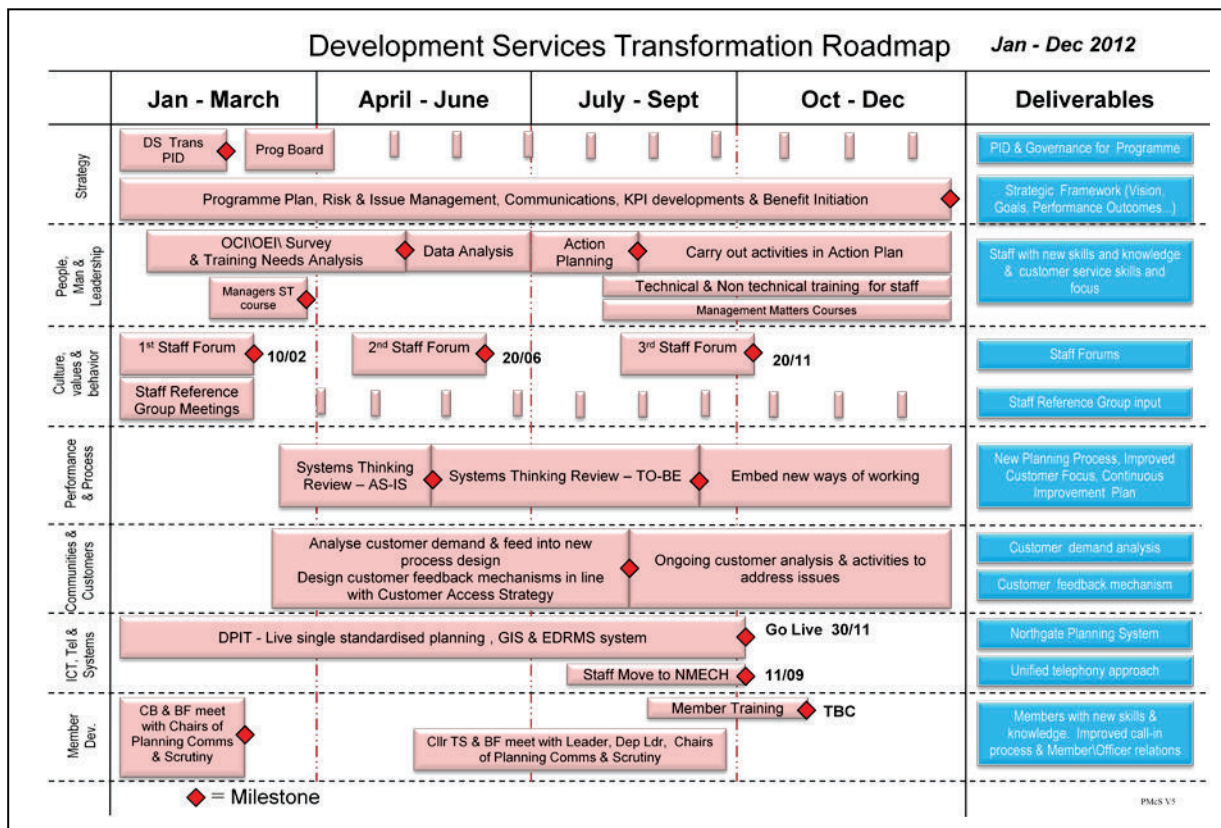 Development Services Transformation Roadmap
Jan - Dec 2012
Jan - March
April - June
July - Sept
Oct - Dec
Deliverables
Strategy
DS Trans
PID
Prog Board
PID & Governance for Programme
Programme Plan, Risk & Issue Management, Communications, KPI developments & Benefit Initiation
Strategic Framework (Vision,
Goals, Performance Outcomes...)
People,
Man &
Leadership
OCI\OEI\ Survey
& Training Needs Analysis
Data Analysis
Action
Planning
Carry out activities in Action Plan
Managers ST
course
Technical & Non technical training for staff
Management Matters Courses
Staff with new skills and knowledge
& customer service skills and
focus
Culture,
values &
behavior
1st Staff Forum
10/02
2nd Staff Forum
20/06
3rd Staff Forum
20/11
Staff Forums
Staff Reference
Group Meetings
Staff Reference Group input
Performance
& Process
Systems Thinking
Review – AS-IS
Systems Thinking Review – TO-BE
Embed new ways of working
New Planning Process, Improved
Customer Focus, Continuous
Improvement Plan
Communities &
Customers
Analyse customer demand & feed into new
process design
Design customer feedback mechanisms in line
with Customer Access Strategy
Ongoing customer analysis & activities to
address issues
Customer demand analysis
Customer feedback mechanism
ICT, Tel &
Systems
DPIT - Live single standardised planning , GIS & EDRMS system
Go Live 30/11
Northgate Planning System
Staff Move to NMECH
11/09
Unified telephony approach
Member
Dev.
CB & BF meet
with Chairs of
Planning Comms
& Scrutiny
Member Training
TBC
Cllr TS & BF meet with Leader, Dep Ldr, Chairs
of Planning Comms & Scrutiny
Members with new skills &
knowledge. Improved call-in
process & Member\Officer relations
= Milestone
PMcS V5